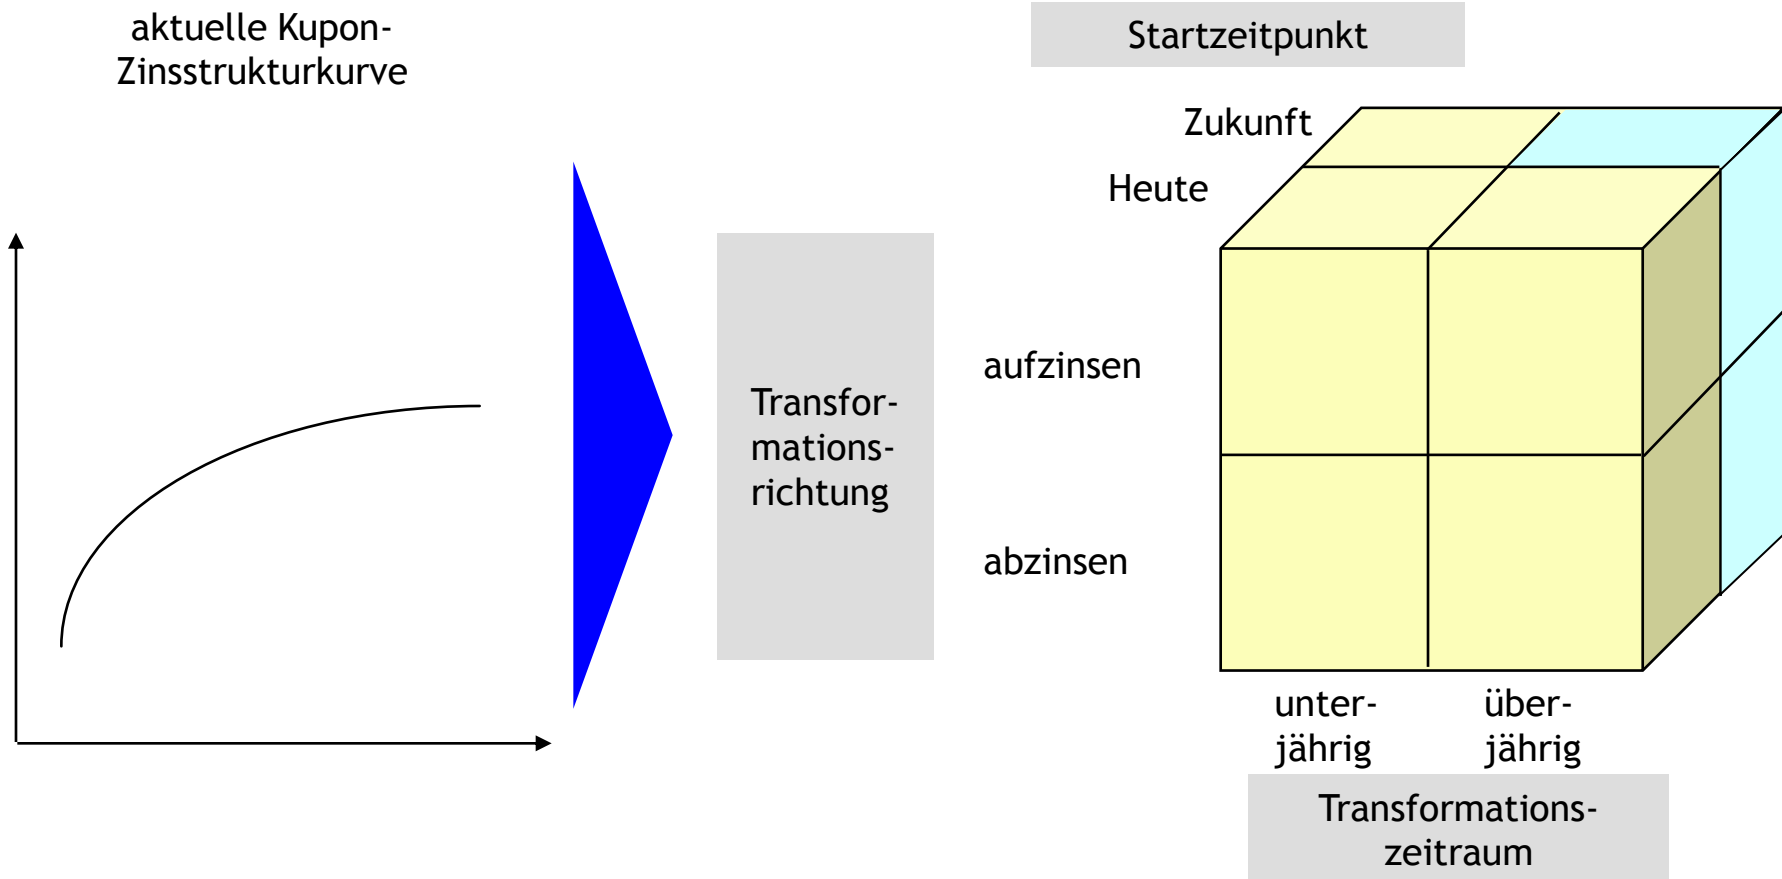 aktuelle Kupon-
Zinsstrukturkurve
Startzeitpunkt
Zukunft
Heute
Transfor-
mations-
richtung
aufzinsen
abzinsen
unter-
jährig
über-
jährig
Transformations-
zeitraum